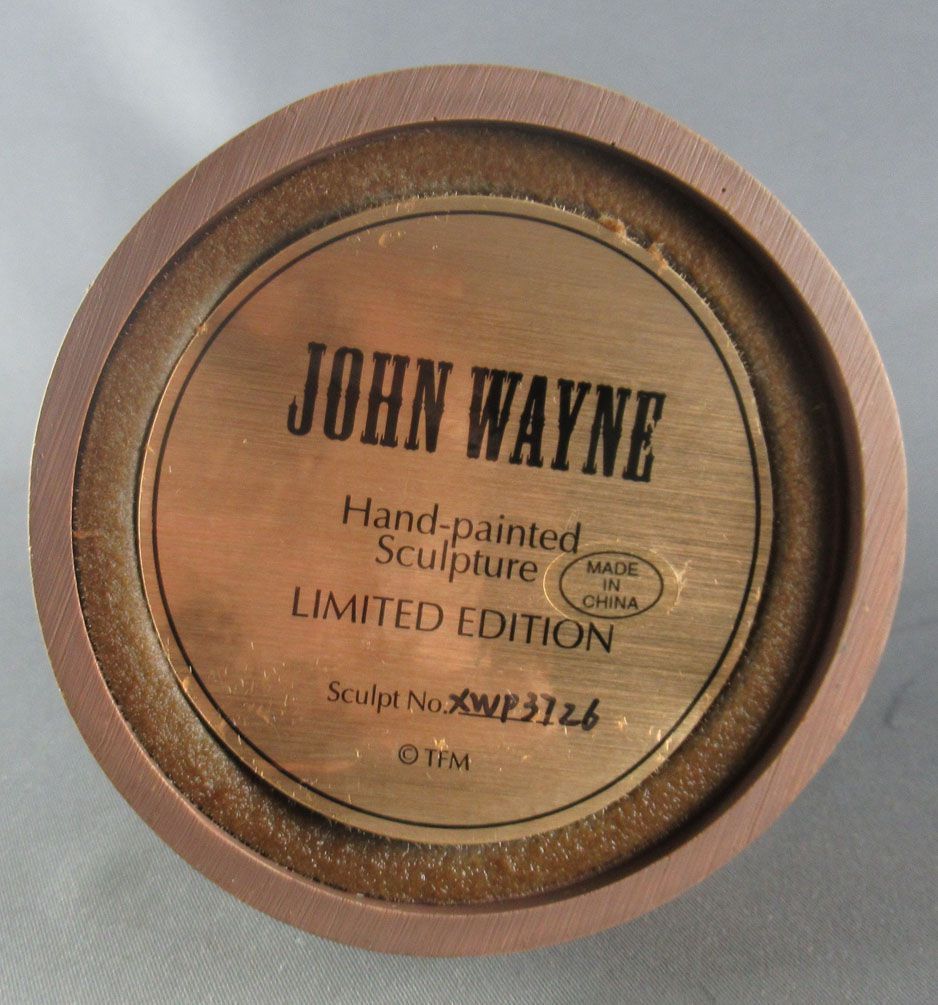 JOHN WAYNE
Hand-painted
Sculpture
MADE
IN
CHINA
LIMITED EDITION
Sculpt No. XWP3726
© TFM